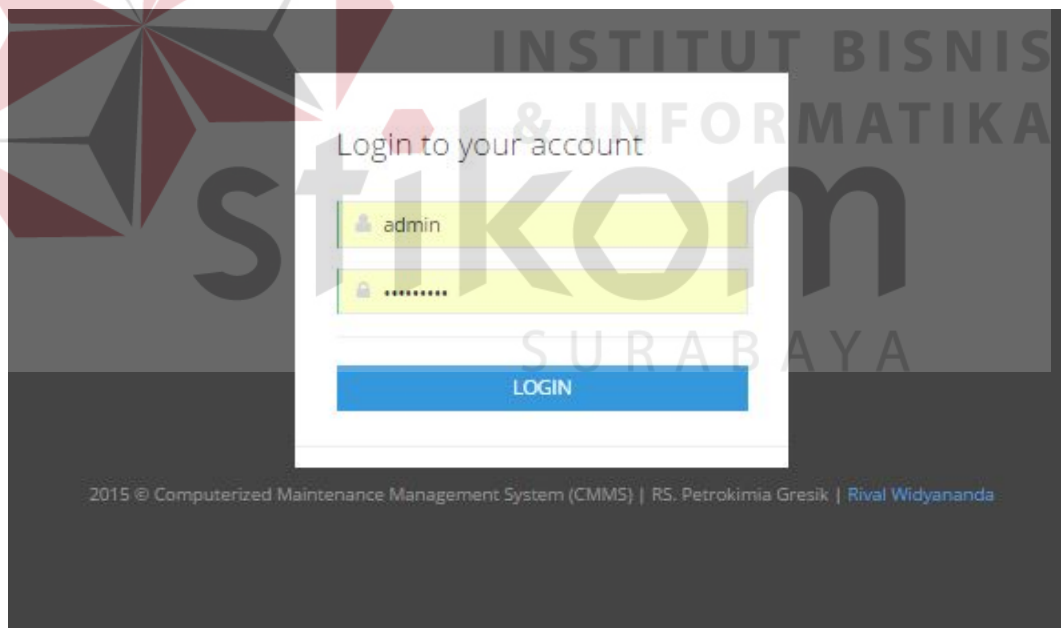 INSTITUT BISNIS
& INFORMATIKA
stikom
SURABAYA
Login to your account
admin
•••••••••
LOGIN
2015 © Computerized Maintenance Management System (CMMS) | RS. Petrokimia Gresik | Rival Widyananda